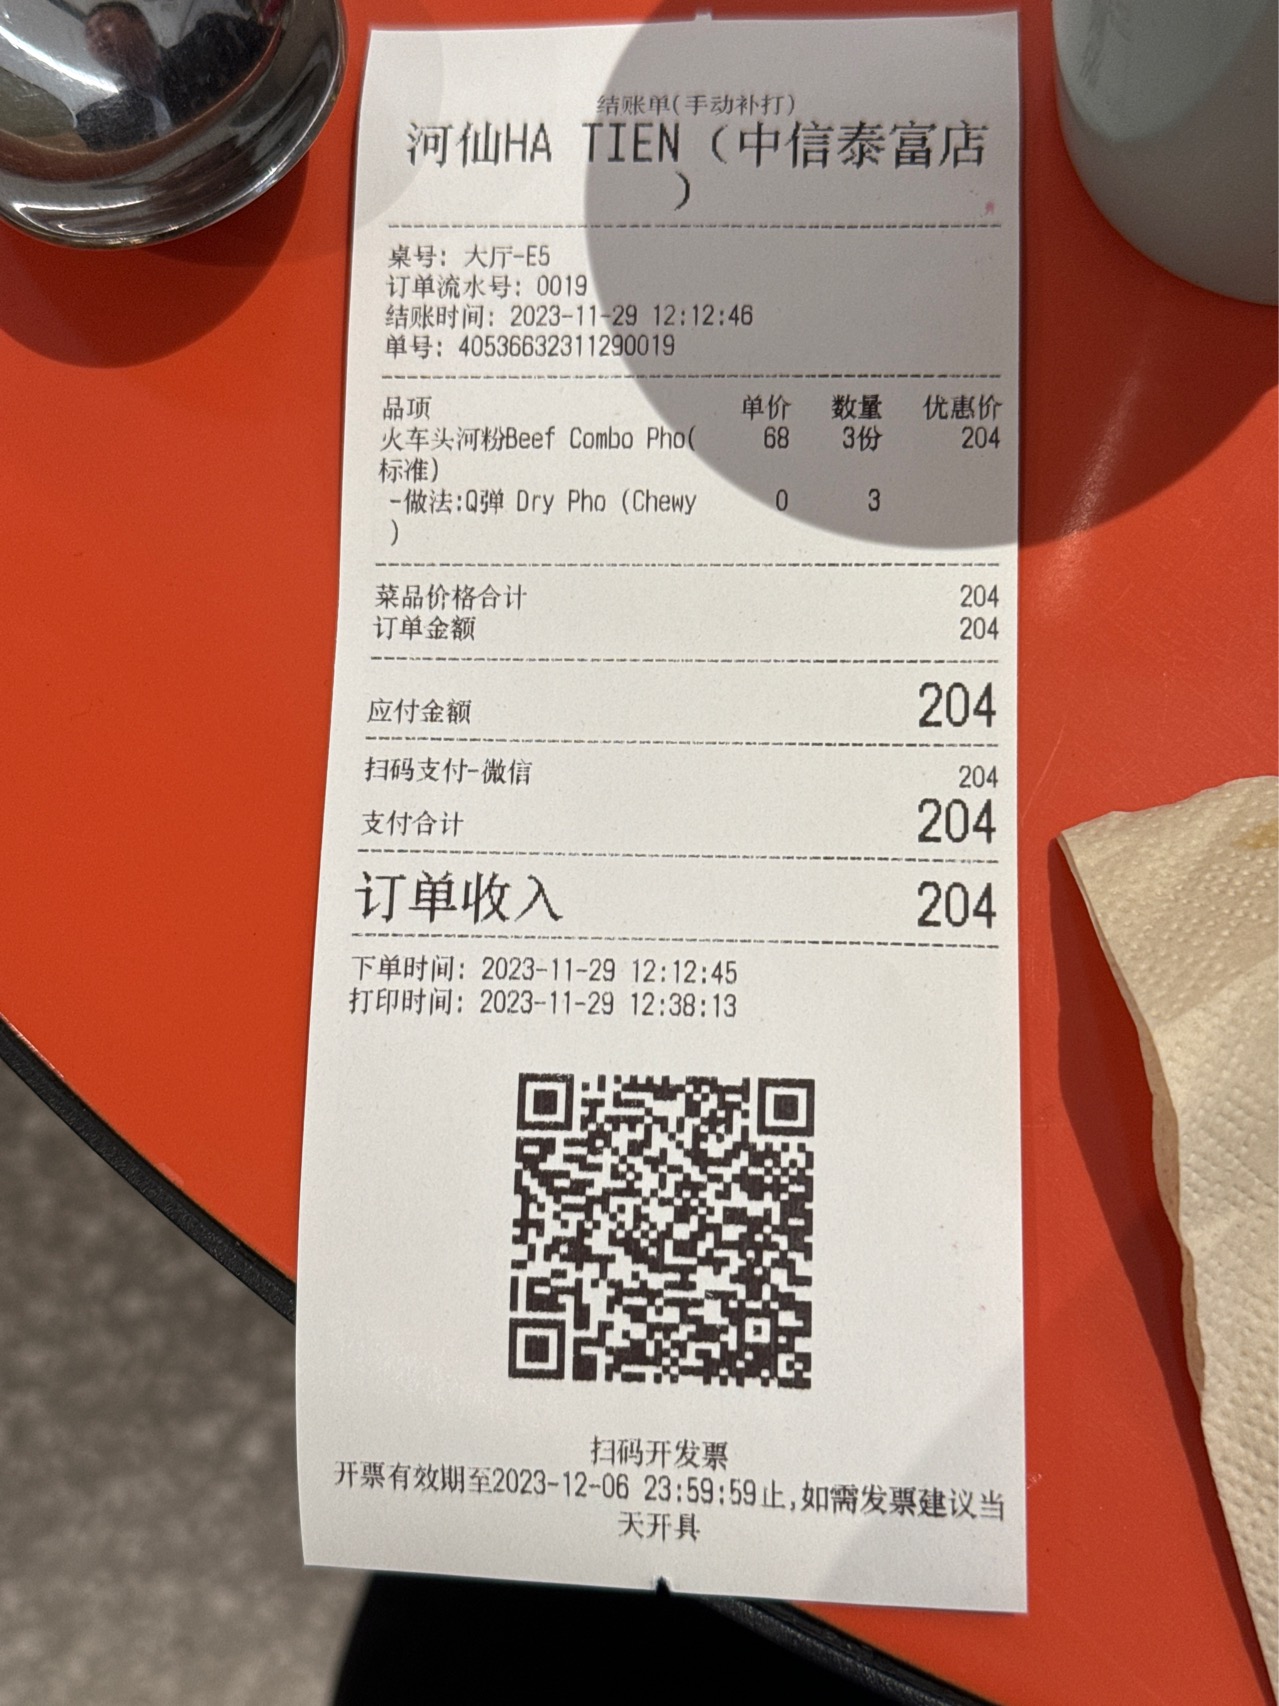 结账单(手动补打)
河仙HA TIEN（中信泰富店
）
桌号: 大厅-E5
订单流水号: 0019
结账时间: 2023-11-29 12:12:46
单号: 40536632311290019
品项 单价 数量 优惠价
火车头河粉Beef Combo Pho( 68 3份 204
标准)
-做法:Q弹 Dry Pho (Chewy 0 3
)
菜品价格合计 204
订单金额 204
应付金额 204
扫码支付-微信 204
支付合计 204
订单收入 204
下单时间: 2023-11-29 12:12:45
打印时间: 2023-11-29 12:38:13
扫码开发票
开票有效期至2023-12-06 23:59:59止,如需发票建议当
天开具